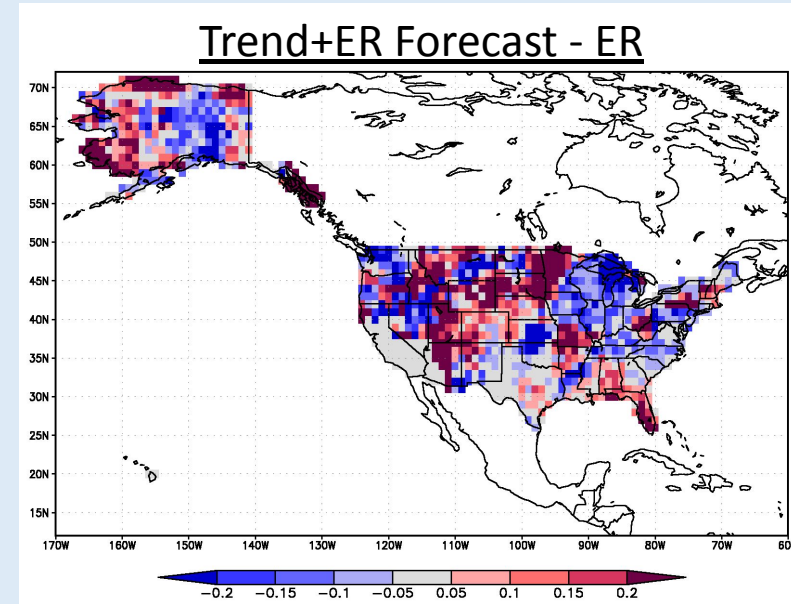 Trend+ER Forecast - ER
70N
65N
60N
55N
50N
45N
40N
35N
30N
25N
20N
15N
170W 160W 150W 140W 130W 120W 110W 100W 90W 80W 70W 60
-0.2 -0.15 -0.1 -0.05 0.05 0.1 0.15 0.2